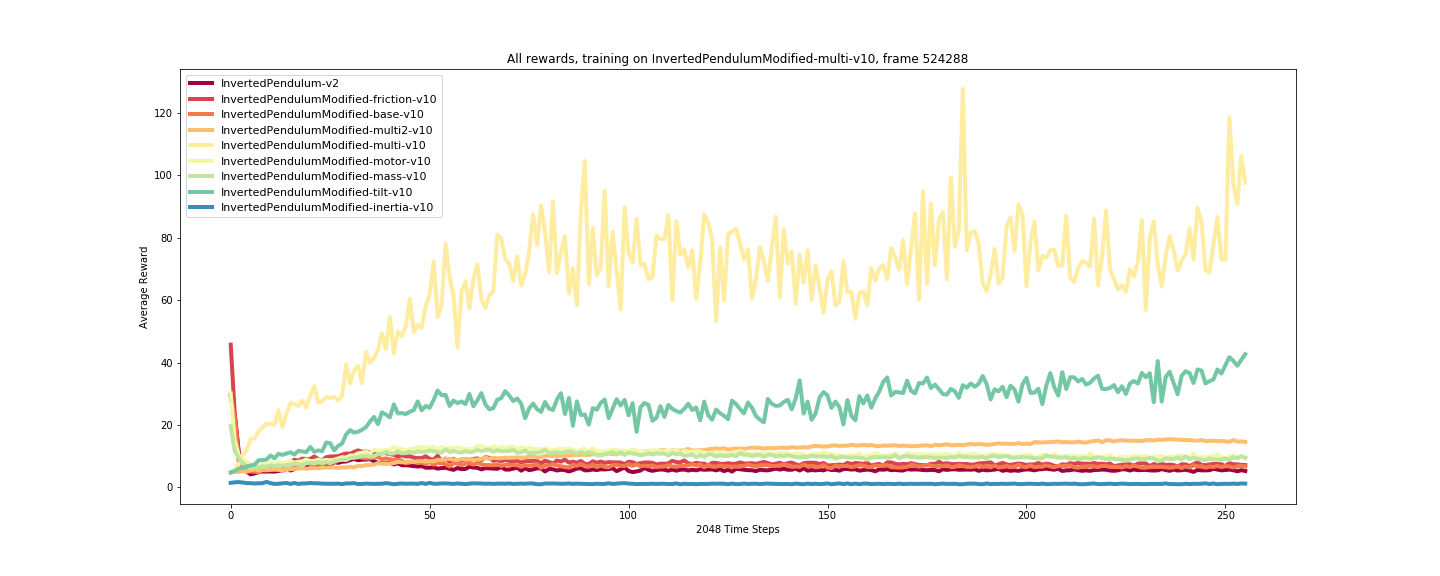 All rewards, training on InvertedPendulumModified-multi-v10, frame 524288
InvertedPendulum-v2
InvertedPendulumModified-friction-v10
InvertedPendulumModified-base-v10
InvertedPendulumModified-multi2-v10
InvertedPendulumModified-multi-v10
InvertedPendulumModified-motor-v10
InvertedPendulumModified-mass-v10
InvertedPendulumModified-tilt-v10
InvertedPendulumModified-inertia-v10
Average Reward
120
100
80
60
40
20
0
0 50 100 150 200 250
2048 Time Steps